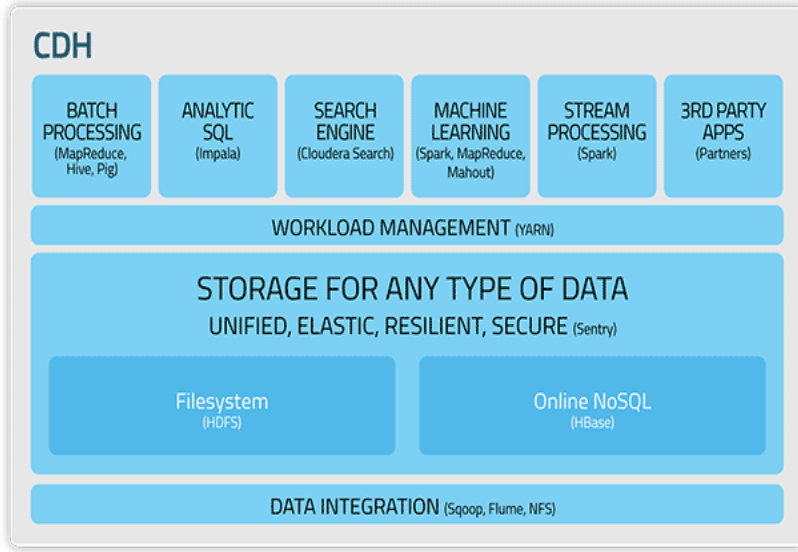 CDH
BATCH
PROCESSING
(MapReduce,
Hive, Pig)
ANALYTIC
SQL
(Impala)
SEARCH
ENGINE
(Cloudera Search)
MACHINE
LEARNING
(Spark, MapReduce,
Mahout)
STREAM
PROCESSING
(Spark)
3RD PARTY
APPS
(Partners)
WORKLOAD MANAGEMENT (YARN)
STORAGE FOR ANY TYPE OF DATA
UNIFIED, ELASTIC, RESILIENT, SECURE (Sentry)
Filesystem
(HDFS)
Online NoSQL
(HBase)
DATA INTEGRATION (Sqoop, Flume, NFS)